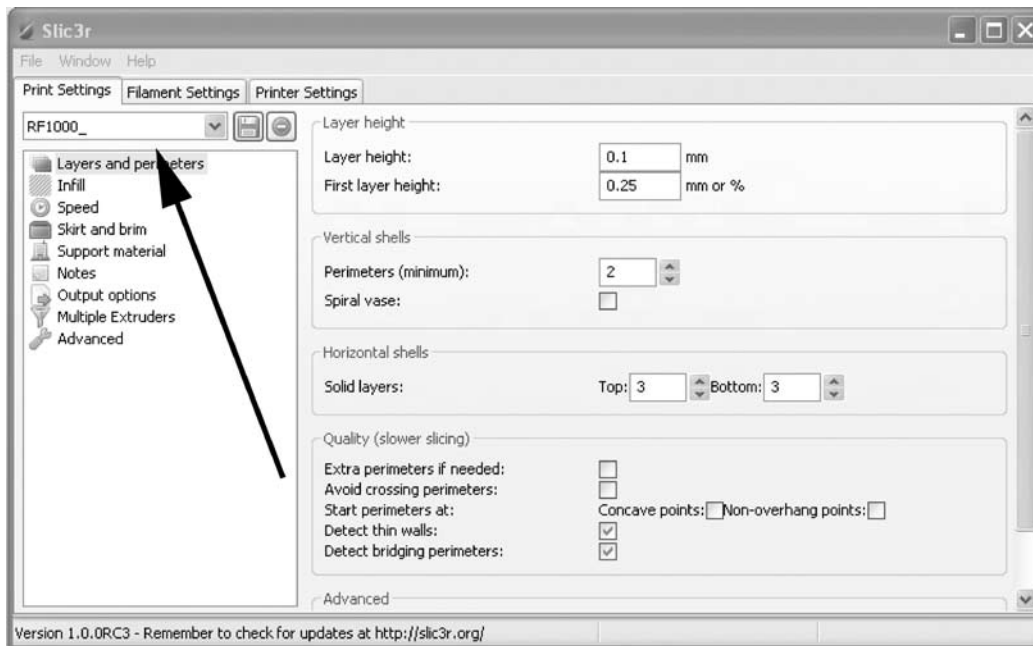 Slic3r
File Window Help
Print Settings Filament Settings Printer Settings
RF1000_
Layers and perimeters
Infill
Speed
Skirt and brim
Support material
Notes
Output options
Multiple Extruders
Advanced
Layer height
Layer height: 0.1 mm
First layer height: 0.25 mm or %
Vertical shells
Perimeters (minimum): 2
Spiral vase:
Horizontal shells
Solid layers: Top: 3 Bottom: 3
Quality (slower slicing)
Extra perimeters if needed:
Avoid crossing perimeters:
Start perimeters at: Concave points: Non-overhang points:
Detect thin walls:
Detect bridging perimeters:
Advanced
Version 1.0.0RC3 - Remember to check for updates at http://slic3r.org/